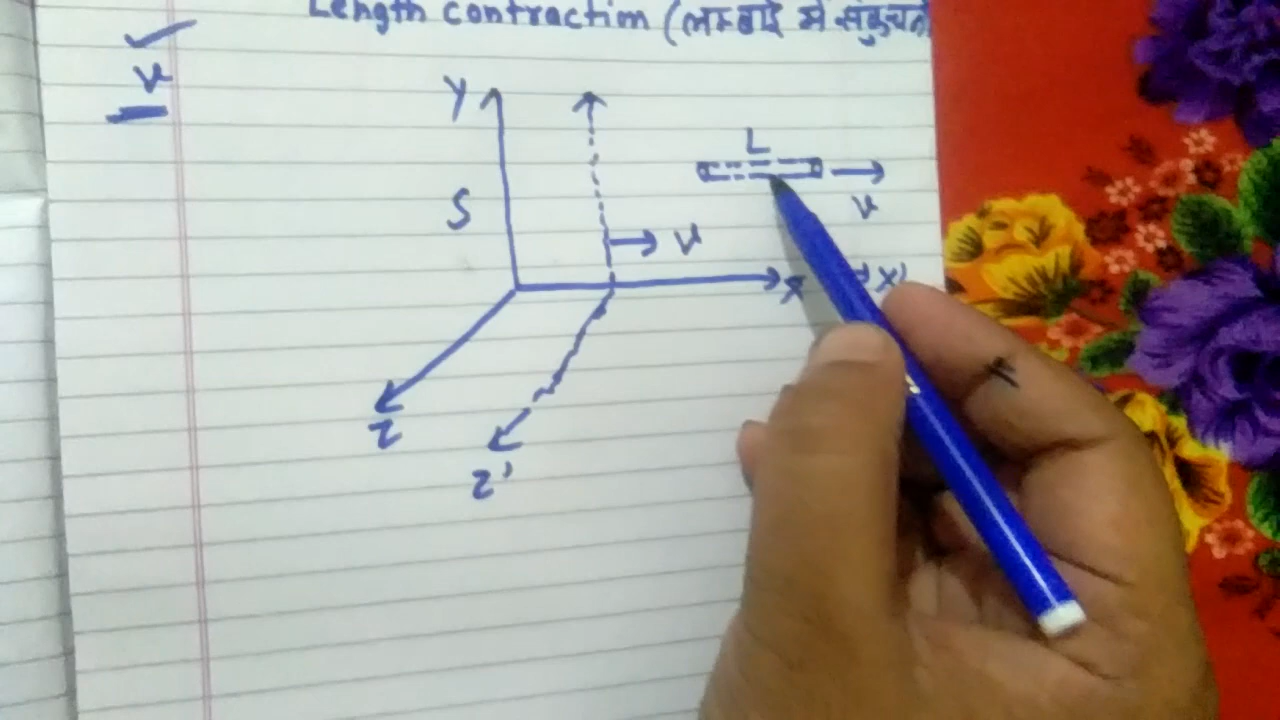 Length contraction (लम्बाई में संकुचन)
v
Y
L
S
v
v
x
x'
z
z'